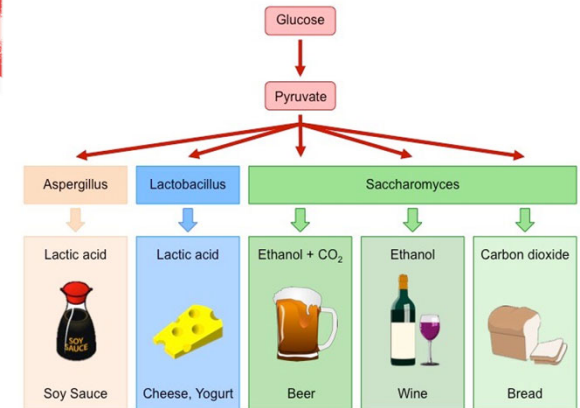 Glucose
Pyruvate
Aspergillus
Lactobacillus
Saccharomyces
Lactic acid
Lactic acid
Ethanol + CO₂
Ethanol
Carbon dioxide
SOY
SAUCE
Soy Sauce
Cheese, Yogurt
Beer
Wine
Bread